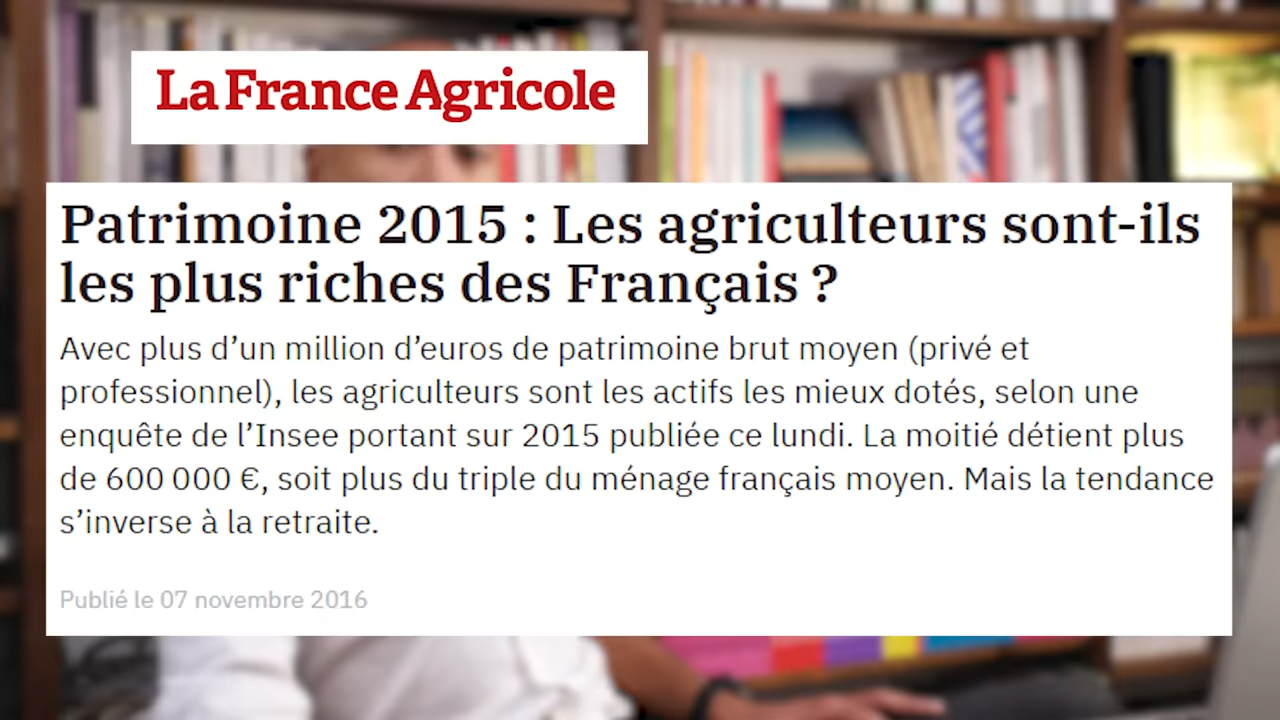 La France Agricole
Patrimoine 2015 : Les agriculteurs sont-ils
les plus riches des Français ?
Avec plus d’un million d’euros de patrimoine brut moyen (privé et
professionnel), les agriculteurs sont les actifs les mieux dotés, selon une
enquête de l’Insee portant sur 2015 publiée ce lundi. La moitié détient plus
de 600 000 €, soit plus du triple du ménage français moyen. Mais la tendance
s’inverse à la retraite.
Publié le 07 novembre 2016